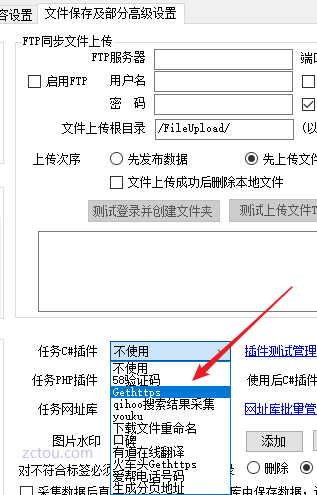 容设置 文件保存及部分高级设置
FTP同步文件上传
FTP服务器 端口
启用FTP 用户名
密 码
文件上传根目录 /FileUpload/ (以
上传次序 先发布数据 先上传文件
文件上传成功后删除本地文件
测试登录并创建文件夹 测试上传文件T
任务C#插件 不使用 插件测试管理
不使用
任务PHP插件 58验证码 使用后C#插件
Gethttps
任务网址库 qihoo搜索结果采集 网址库批量管
youku
下载文件重命名
图片水印 口碑 添加
zctou.com 有道在线翻译
火车头Gethttps 删除
对不符合标签必须 爱帮电话号码
采集数据后直 生成分页地址 库中保存数据，